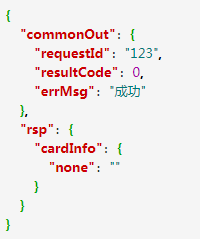 {
"commonOut": {
"requestId": "123",
"resultCode": 0,
"errMsg": "成功"
},
"rsp": {
"cardInfo": {
"none": ""
}
}
}